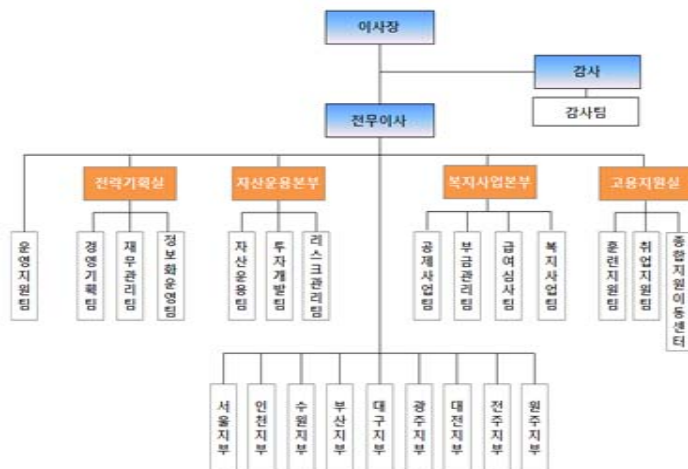 이사장
감사
감사팀
전무이사
전략기획실
자산운용본부
복지사업본부
고용지원실
운영지원팀
경영기획팀
재무관리팀
정보화운영팀
자산운용팀
투자개발팀
리스크관리팀
공제사업팀
부금관리팀
급여심사팀
복지사업팀
훈련지원팀
취업지원팀
종합지원이동센터
서울지부
인천지부
수원지부
부산지부
대구지부
광주지부
대전지부
전주지부
원주지부